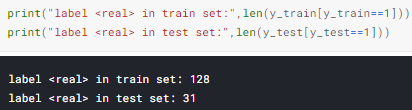 print("label <real> in train set:",len(y_train[y_train==1]))
print("label <real> in test set:",len(y_test[y_test==1]))
label <real> in train set: 128
label <real> in test set: 31